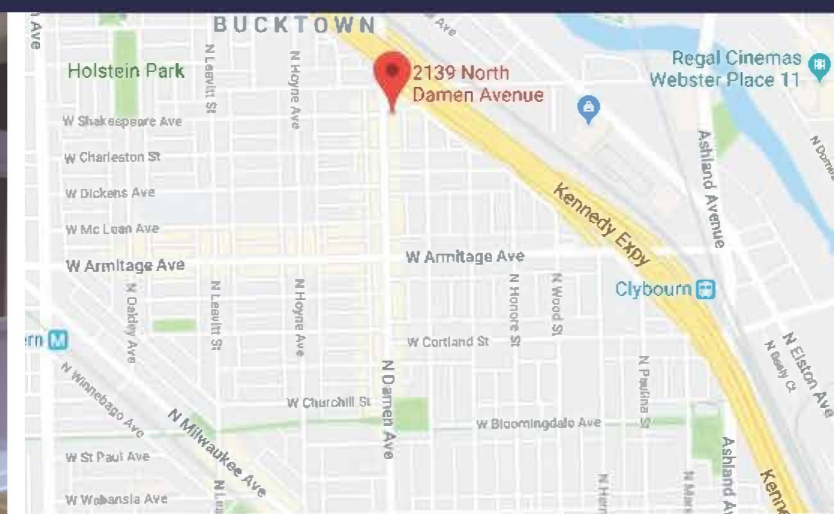 BUCKTOWN
Ave
Ave
N Leavitt St
N Hoyne Ave
Holstein Park
2139 North
Damen Avenue
Regal Cinemas
Webster Place 11
W Shakespeare Ave
W Charleston St
W Dickens Ave
W Mc Lean Ave
W Armitage Ave
W Armitage Ave
Kennedy Expy
Ashland Avenue
Clybourn
N Oakley Ave
N Leavitt St
N Hoyne Ave
N Honore St
N Wood St
W Cortland St
N Damen Ave
N Paulina St
N Elston Ave
N Besly Ct
N Winnebago Ave
N Milwaukee Ave
W Churchill St
W Bloomingdale Ave
W St Paul Ave
W Wabansia Ave
Ashland A
Kenne